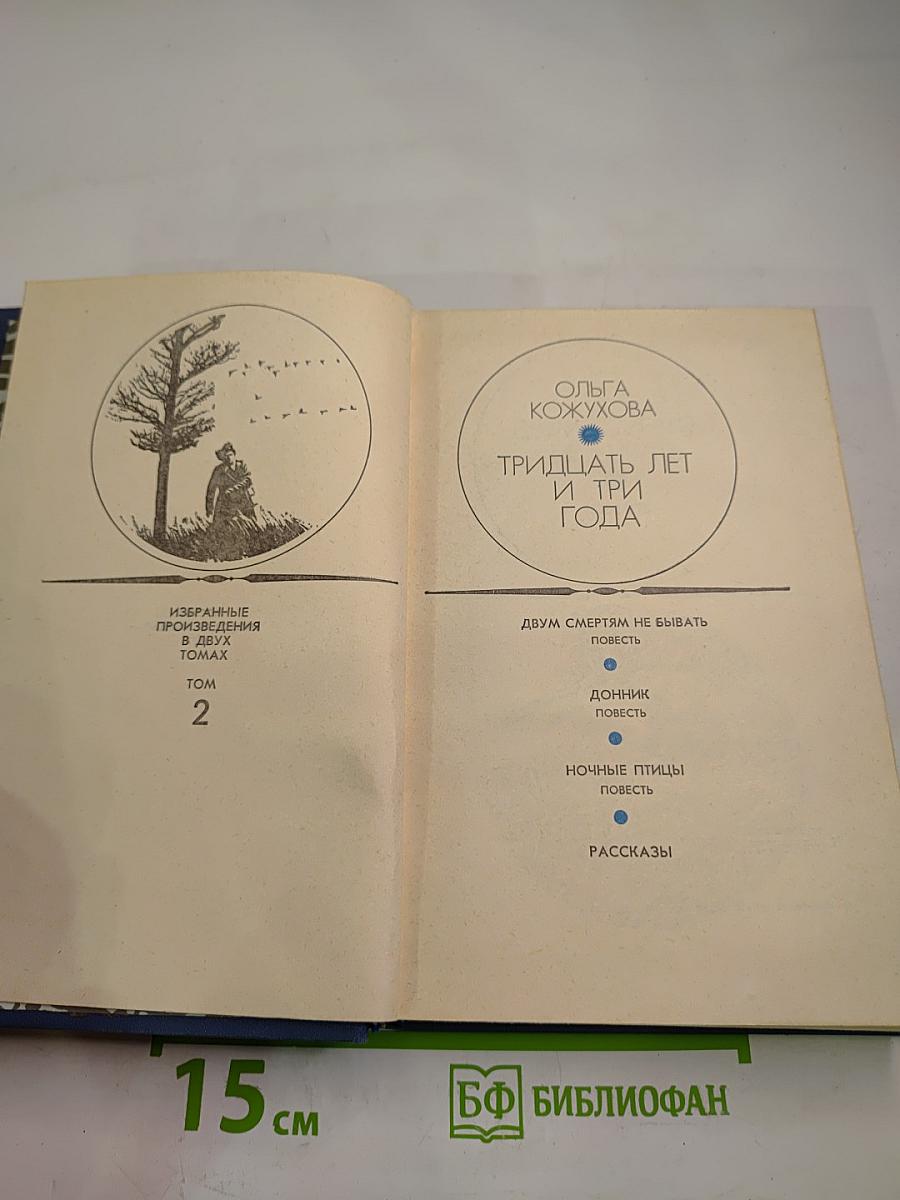 ИЗБРАННЫЕ
ПРОИЗВЕДЕНИЯ
В ДВУХ
ТОМАХ
ТОМ
2
ОЛЬГА
КОЖУХОВА
ТРИДЦАТЬ ЛЕТ
И ТРИ
ГОДА
ДВУМ СМЕРТЯМ НЕ БЫВАТЬ
ПОВЕСТЬ
ДОННИК
ПОВЕСТЬ
НОЧНЫЕ ПТИЦЫ
ПОВЕСТЬ
РАССКАЗЫ
15 см
БФ БИБЛИОФАН